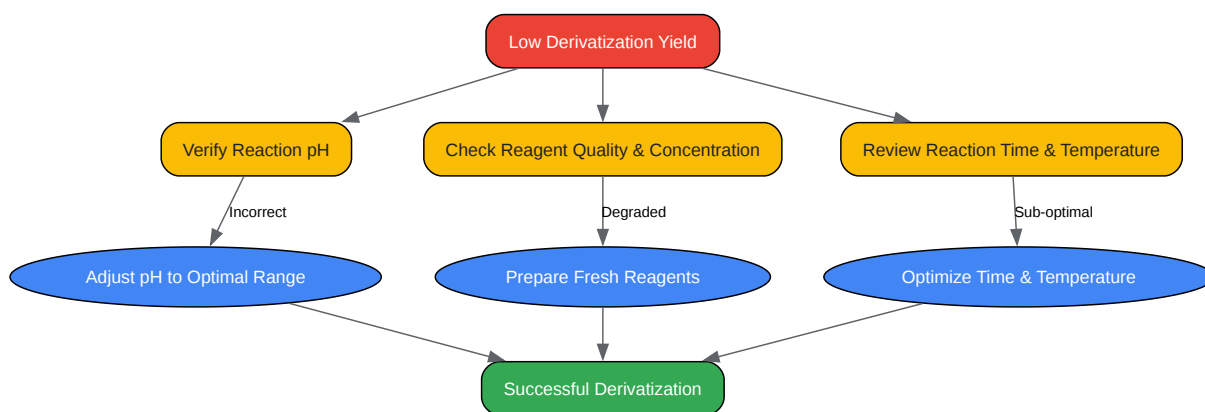 Low Derivatization Yield
Verify Reaction pH
Check Reagent Quality & Concentration
Review Reaction Time & Temperature
Incorrect
Degraded
Sub-optimal
Adjust pH to Optimal Range
Prepare Fresh Reagents
Optimize Time & Temperature
Successful Derivatization